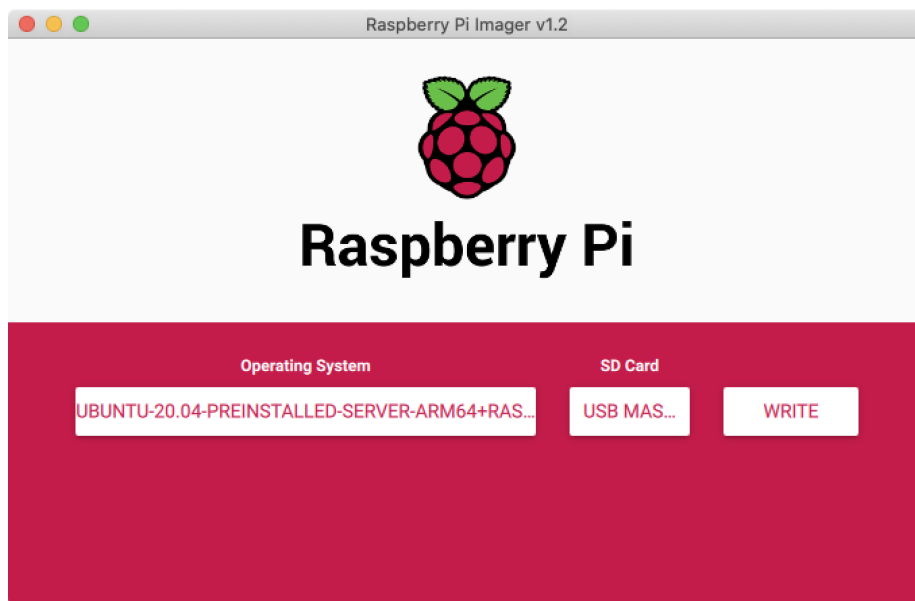 Raspberry Pi Imager v1.2
Raspberry Pi
Operating System
SD Card
UBUNTU-20.04-PREINSTALLED-SERVER-ARM64+RAS...
USB MAS...
WRITE